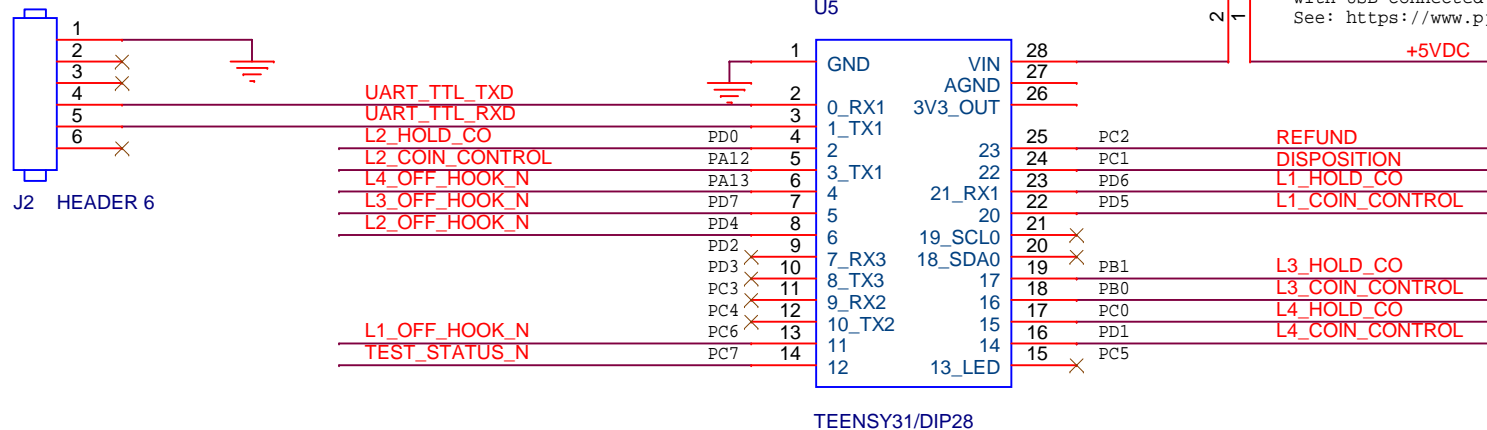 U5
with USB connected
See: https://www.pj
2
1
+5VDC
1
2
3
4
5
6
J2 HEADER 6
UART_TTL_TXD
UART_TTL_RXD
L2_HOLD_CO
L2_COIN_CONTROL
L4_OFF_HOOK_N
L3_OFF_HOOK_N
L2_OFF_HOOK_N
L1_OFF_HOOK_N
TEST_STATUS_N
PD0
PA12
PA13
PD7
PD4
PD2
PD3
PC3
PC4
PC6
PC7
1
2
3
4
5
6
7
8
9
10
11
12
13
14
GND
0_RX1
1_TX1
2
3_TX1
4
5
6
7_RX3
8_TX3
9_RX2
10_TX2
11
12
VIN
AGND
3V3_OUT
23
22
21_RX1
20
19_SCL0
18_SDA0
17
16
15
14
13_LED
28
27
26
25
24
23
22
21
20
19
18
17
16
15
PC2
PC1
PD6
PD5
PB1
PB0
PC0
PD1
PC5
REFUND
DISPOSITION
L1_HOLD_CO
L1_COIN_CONTROL
L3_HOLD_CO
L3_COIN_CONTROL
L4_HOLD_CO
L4_COIN_CONTROL
TEENSY31/DIP28